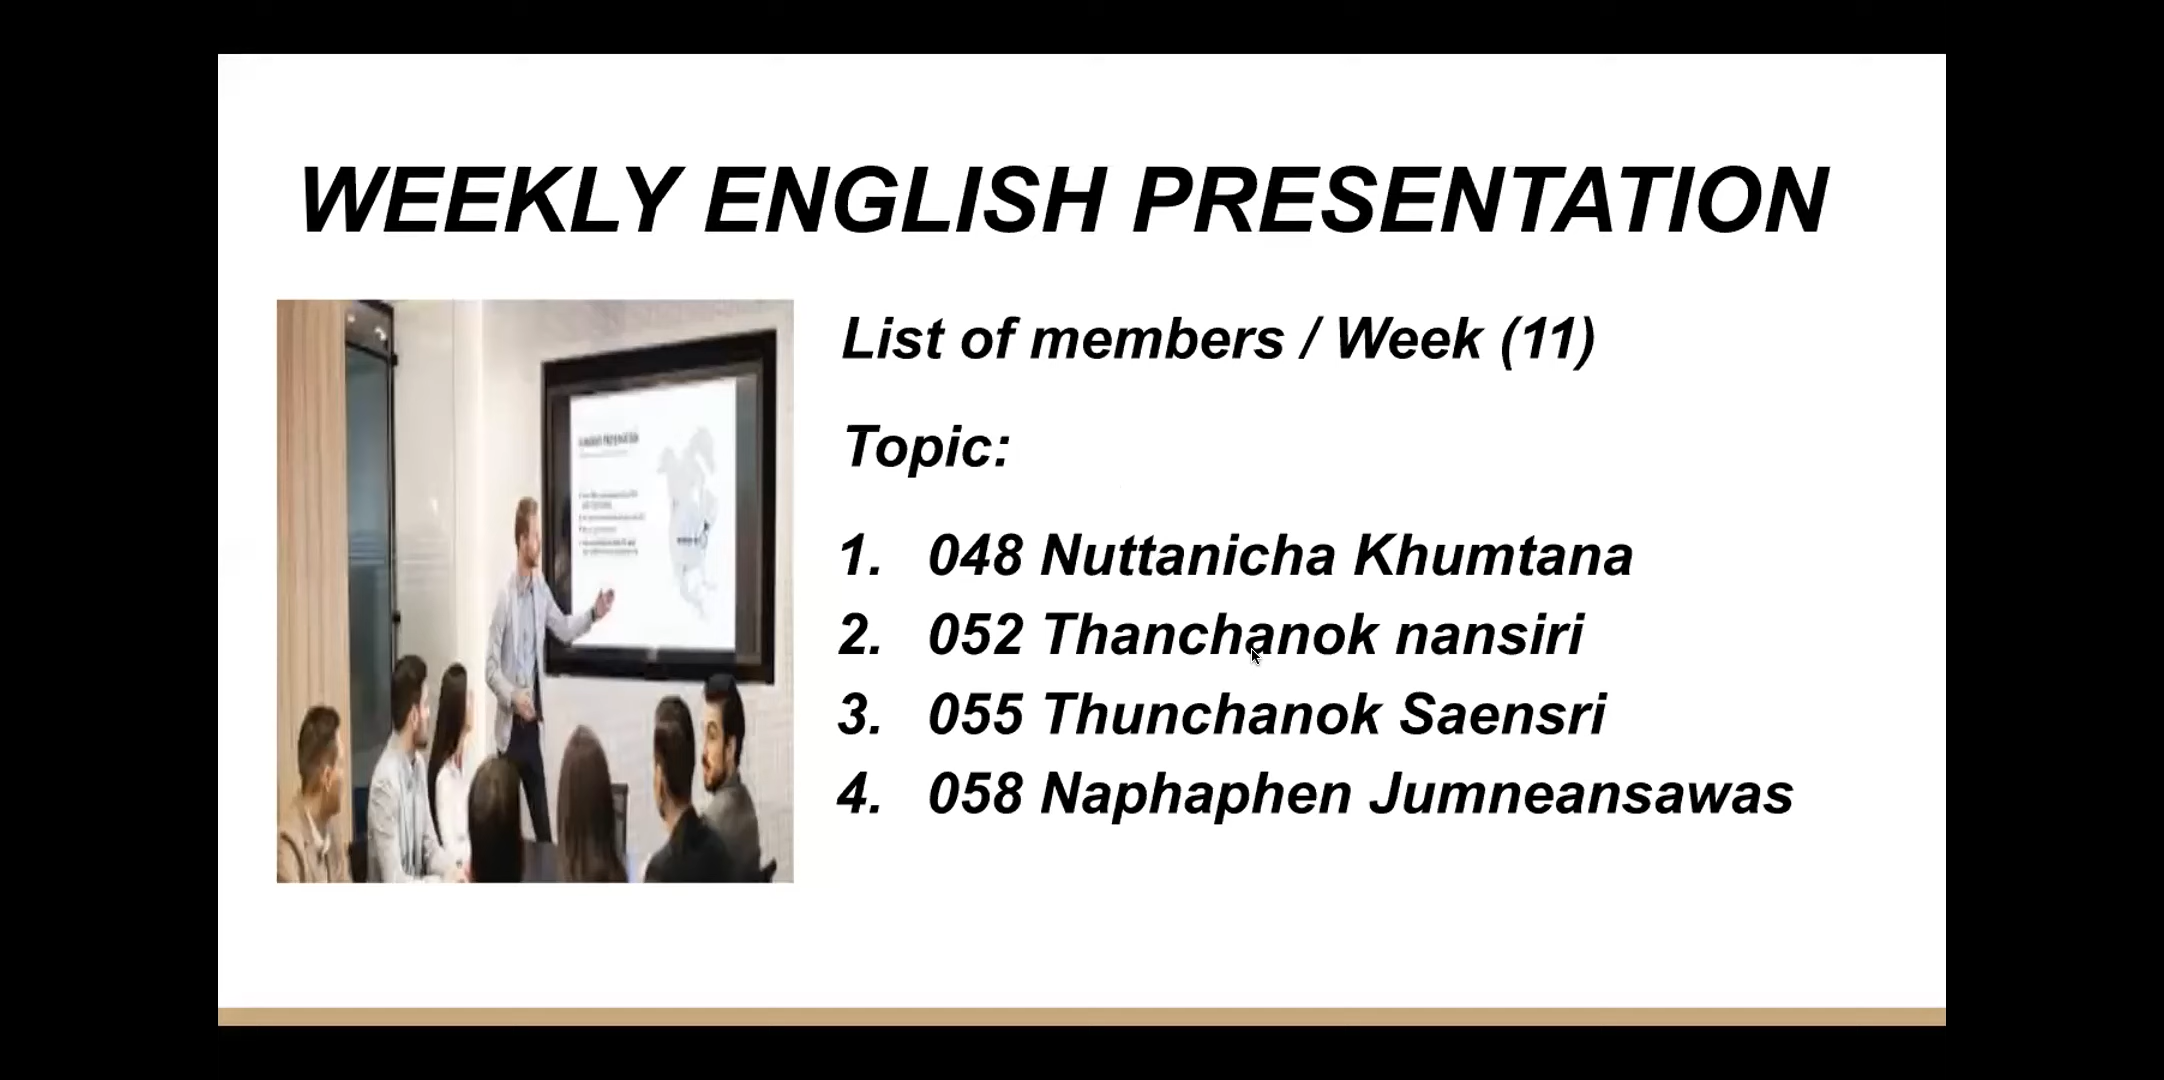 WEEKLY ENGLISH PRESENTATION
List of members / Week (11)
Topic:
1. 048 Nuttanicha Khumtana
2. 052 Thanchanok nansiri
3. 055 Thunchanok Saensri
4. 058 Naphaphen Jumneansawas